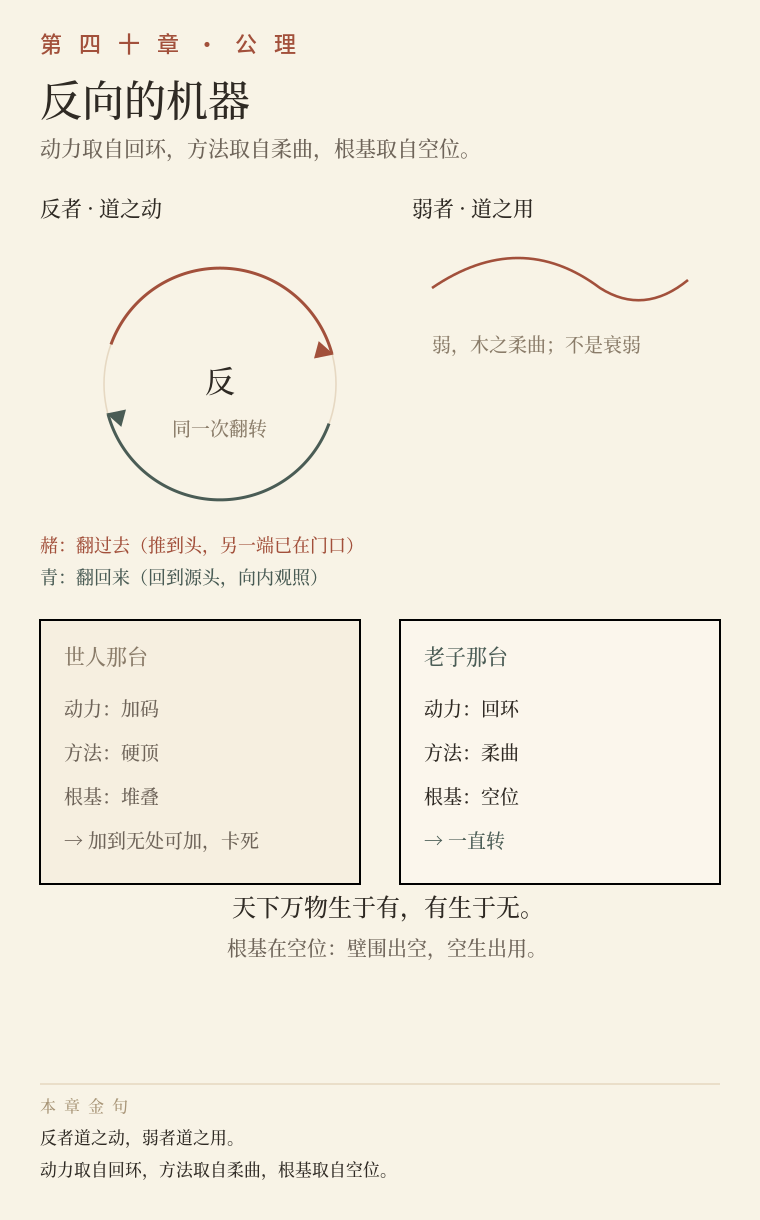 第四十章·公理
反向的机器
动力取自回环，方法取自柔曲，根基取自空位。
反者·道之动
弱者·道之用
反
同一次翻转
弱，木之柔曲；不是衰弱
赭：翻过去（推到头，另一端已在门口）
青：翻回来（回到源头，向内观照）
世人那台
动力：加码
方法：硬顶
根基：堆叠
→ 加到无处可加，卡死
老子那台
动力：回环
方法：柔曲
根基：空位
→ 一直转
天下万物生于有，有生于无。
根基在空位：壁围出空，空生出用。
本章金句
反者道之动，弱者道之用。
动力取自回环，方法取自柔曲，根基取自空位。